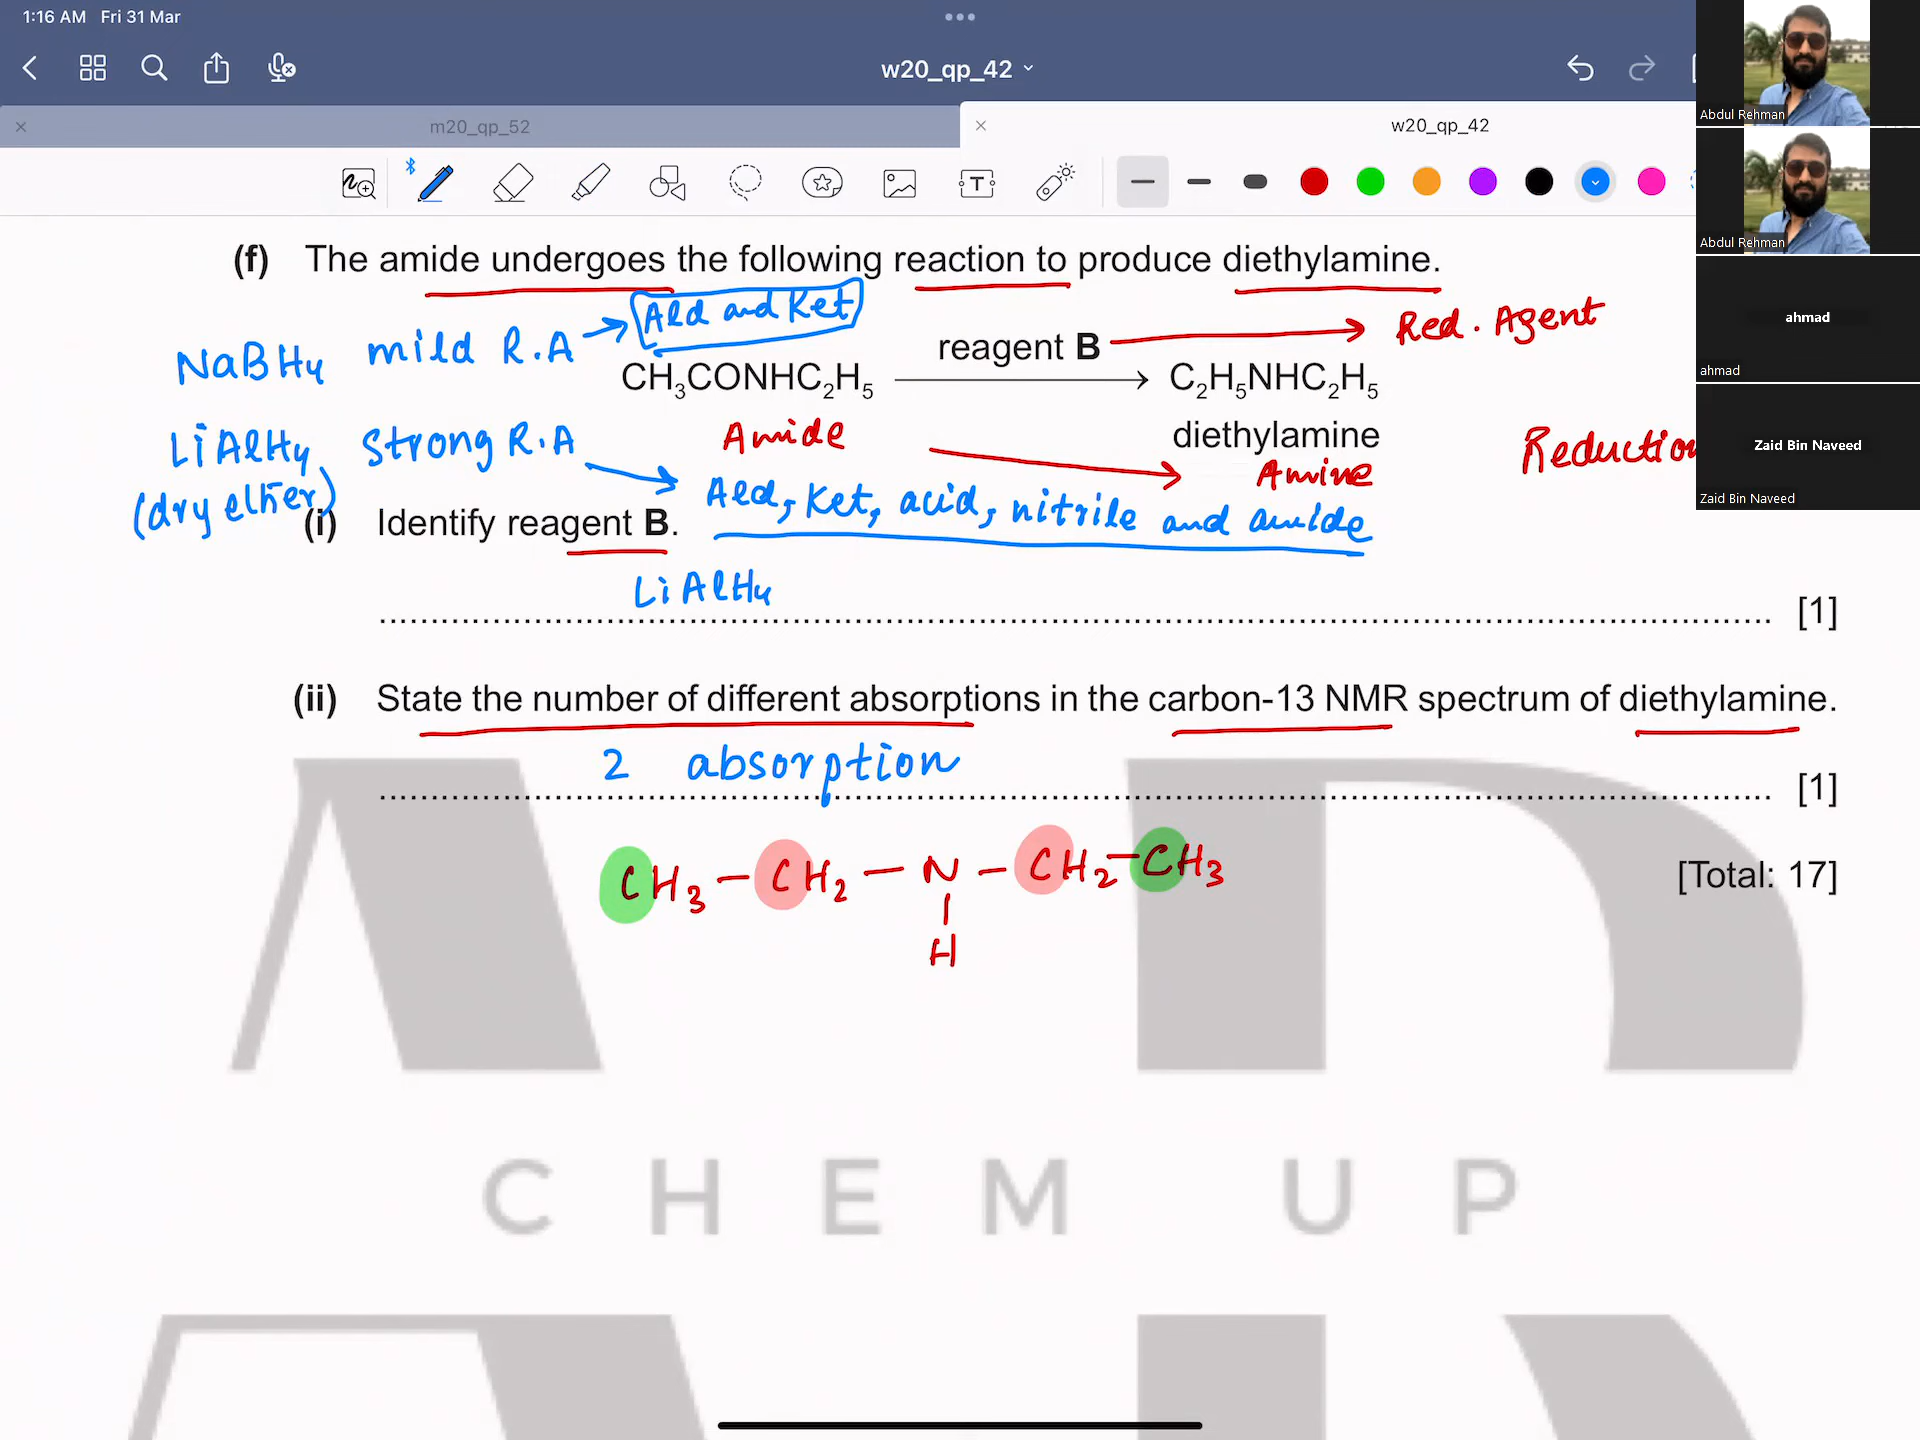 1:16 AM Fri 31 Mar
w20_qp_42
m20_qp_52
w20_qp_42
Abdul Rehman
Abdul Rehman
ahmad
ahmad
Zaid Bin Naveed
Zaid Bin Naveed
(f) The amide undergoes the following reaction to produce diethylamine.
NaBH4 mild R.A → Ald and Ket
reagent B → Red. Agent
CH₃CONHC₂H₅ → C₂H₅NHC₂H₅
LiAlH4 strong R.A
Amide
diethylamine
Amine
Reduction
(dry ether)
Ald, Ket, acid, nitrile and amide
(i) Identify reagent B.
LiAlH4
[1]
(ii) State the number of different absorptions in the carbon-13 NMR spectrum of diethylamine.
2 absorption
[1]
CH3 – CH2 – N – CH2 – CH3
H
[Total: 17]
CHEM UP